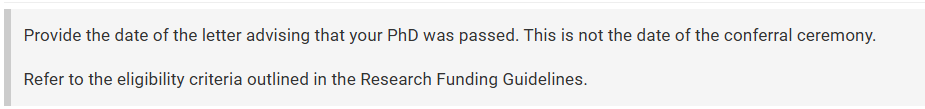 Provide the date of the letter advising that your PhD was passed. This is not the date of the conferral ceremony.
Refer to the eligibility criteria outlined in the Research Funding Guidelines.